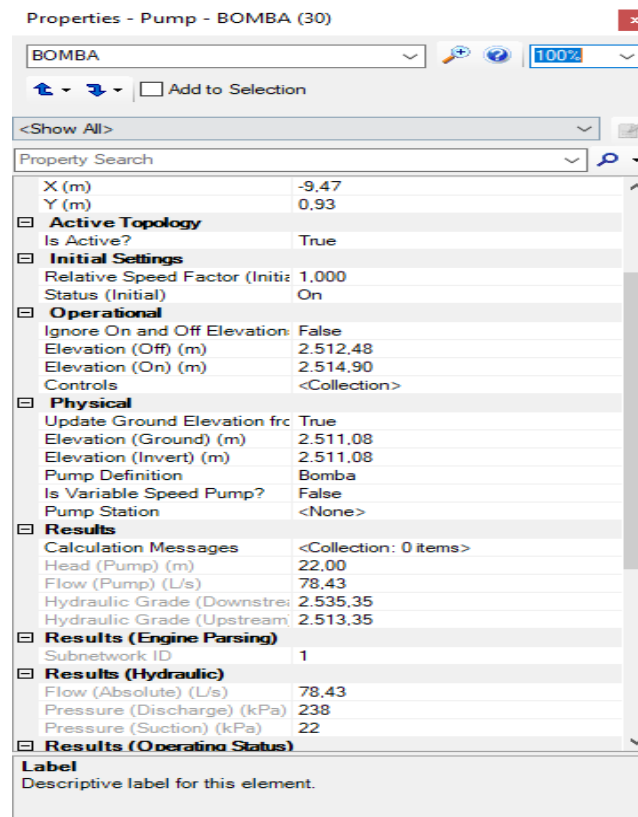 Properties - Pump - BOMBA (30)
BOMBA 100%
Add to Selection
<Show All>
Property Search
X (m) -9,47
Y (m) 0,93
Active Topology
Is Active? True
Initial Settings
Relative Speed Factor (Initia 1,000
Status (Initial) On
Operational
Ignore On and Off Elevation: False
Elevation (Off) (m) 2.512,48
Elevation (On) (m) 2.514,90
Controls <Collection>
Physical
Update Ground Elevation frc True
Elevation (Ground) (m) 2.511,08
Elevation (Invert) (m) 2.511,08
Pump Definition Bomba
Is Variable Speed Pump? False
Pump Station <None>
Results
Calculation Messages <Collection: 0 items>
Head (Pump) (m) 22,00
Flow (Pump) (L/s) 78,43
Hydraulic Grade (Downstrea 2.535,35
Hydraulic Grade (Upstream) 2.513,35
Results (Engine Parsing)
Subnetwork ID 1
Results (Hydraulic)
Flow (Absolute) (L/s) 78,43
Pressure (Discharge) (kPa) 238
Pressure (Suction) (kPa) 22
Results (Operating Status)
Label
Descriptive label for this element.